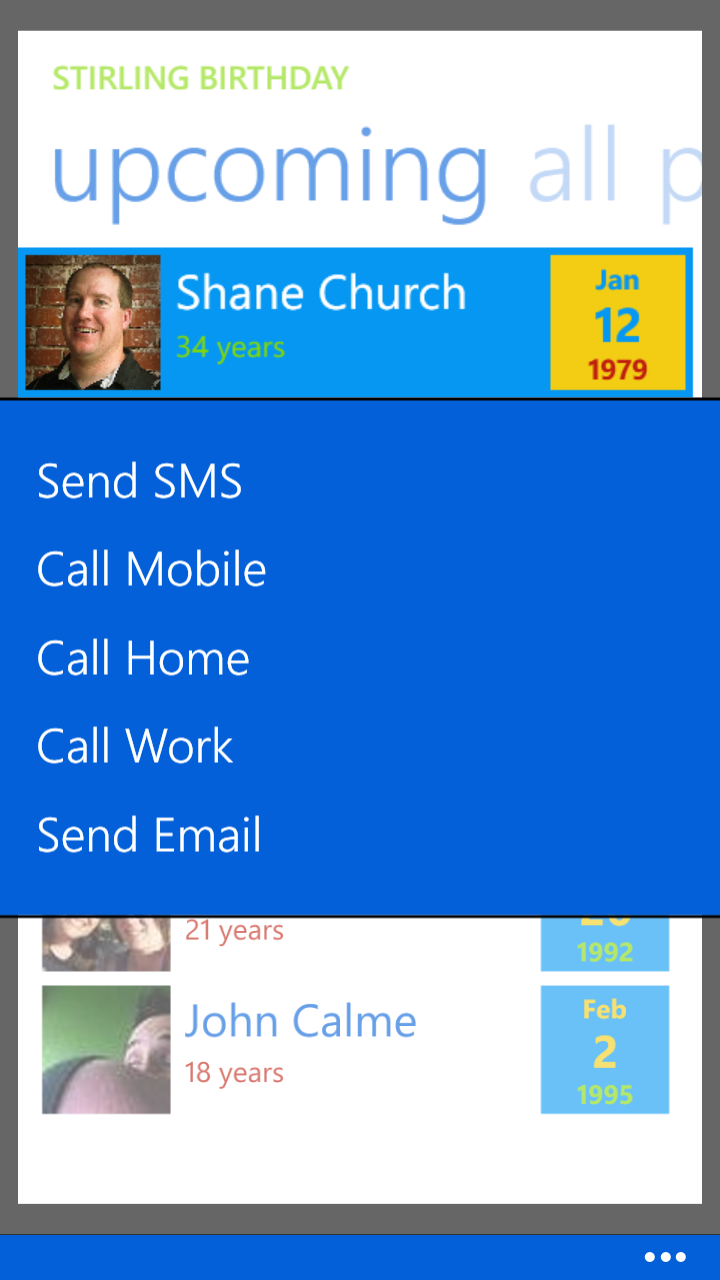 STIRLING BIRTHDAY
upcoming all p
Shane Church
34 years
Jan
12
1979
Send SMS
Call Mobile
Call Home
Call Work
Send Email
21 years
1992
John Calme
18 years
Feb
2
1995